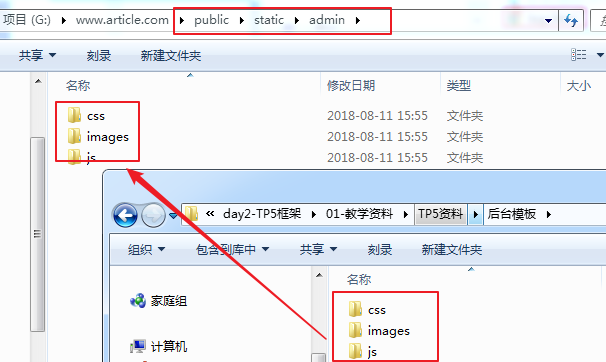 项目 (G:) ▸ www.article.com ▸ public ▸ static ▸ admin ▸
共享 刻录 新建文件夹
名称 修改日期 类型 大小
css 2018-08-11 15:55 文件夹
images 2018-08-11 15:55 文件夹
js 2018-08-11 15:55 文件夹
« day2-TP5框架 ▸ 01-教学资料 ▸ TP5资料 ▸ 后台模板 ▸
组织 包含到库中 共享 刻录 新建文件夹
名称
家庭组 css
images
计算机 js